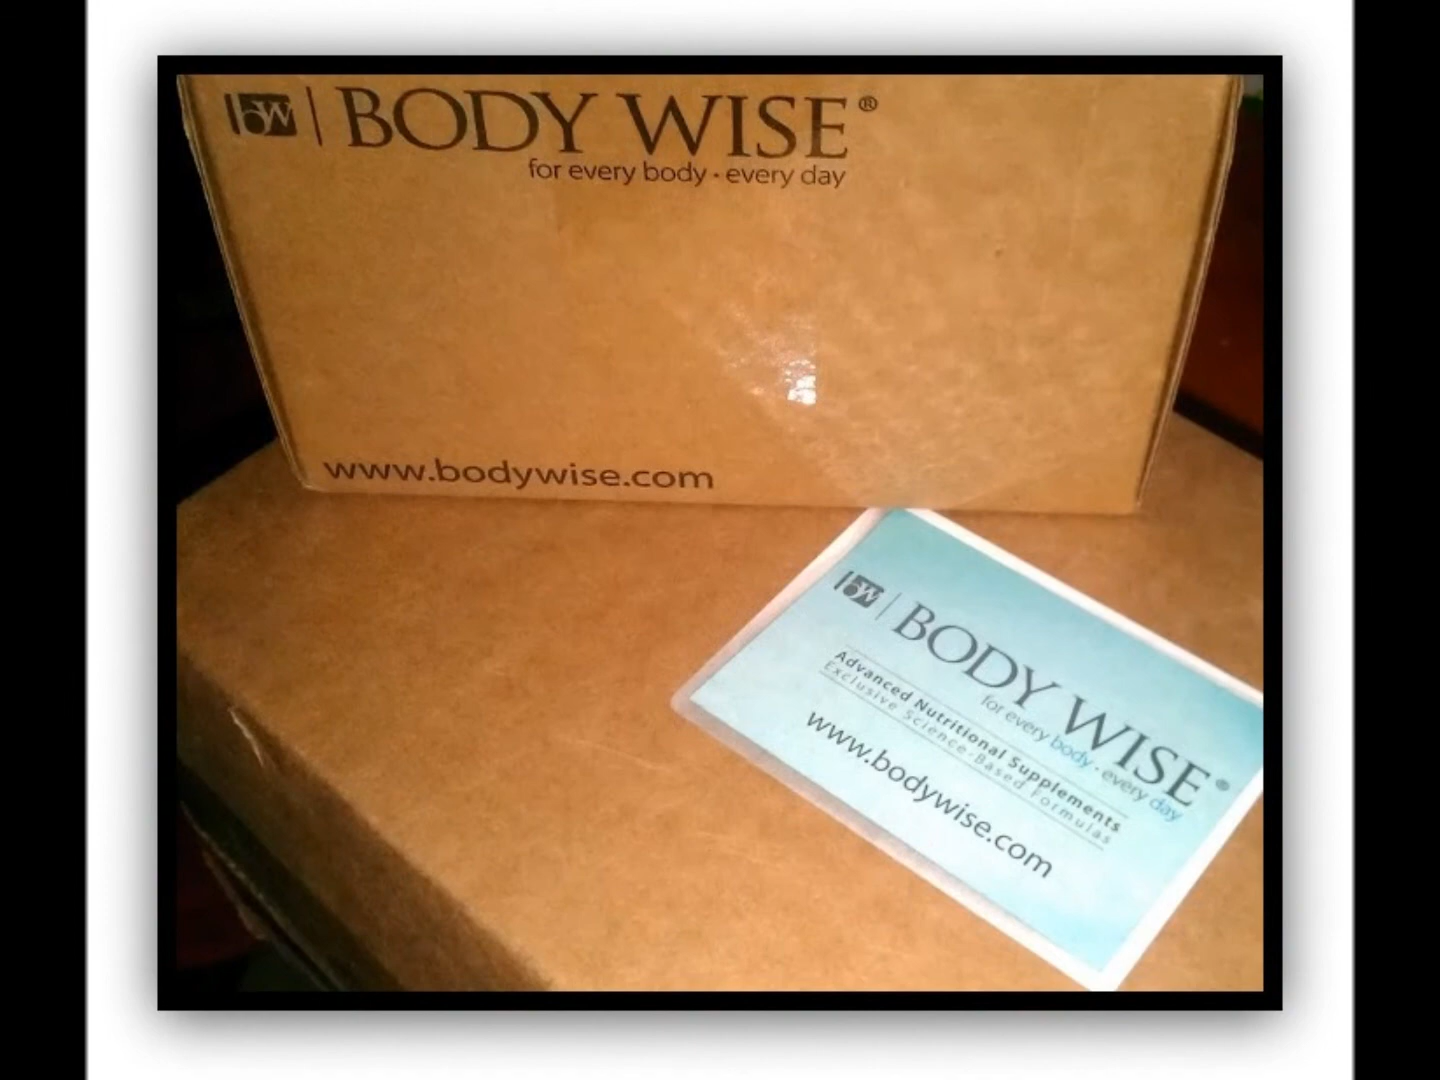 bw | BODY WISE®
for every body • every day
www.bodywise.com
bw | BODY WISE®
for every body • every day
Advanced Nutritional Supplements
Exclusive Science-Based Formulas
www.bodywise.com